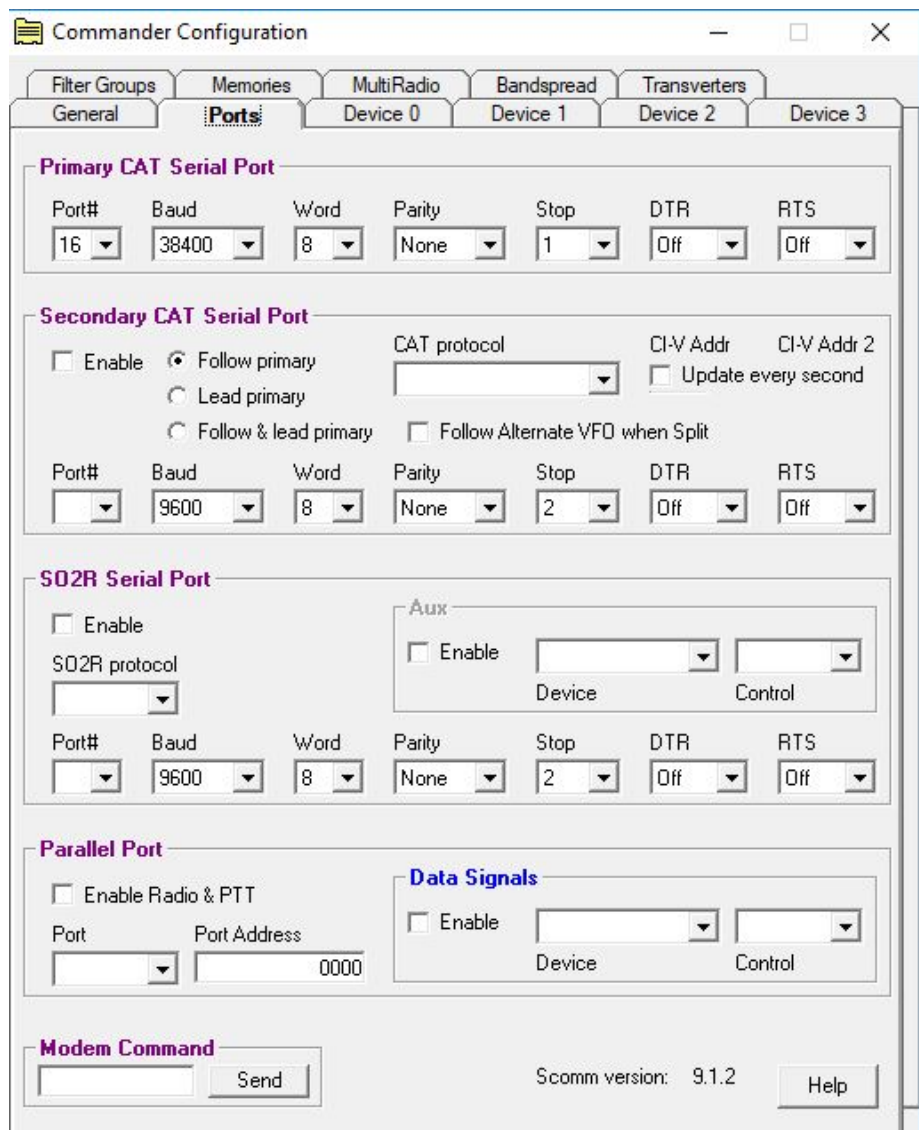 Commander Configuration
Filter Groups Memories MultiRadio Bandspread Transverters
General Ports Device 0 Device 1 Device 2 Device 3
Primary CAT Serial Port
Port# Baud Word Parity Stop DTR RTS
16 38400 8 None 1 Off Off
Secondary CAT Serial Port
Enable Follow primary CAT protocol CI-V Addr CI-V Addr 2
Lead primary Update every second
Follow & lead primary Follow Alternate VFO when Split
Port# Baud Word Parity Stop DTR RTS
9600 8 None 2 Off Off
SO2R Serial Port
Enable
SO2R protocol
Aux
Enable
Device Control
Port# Baud Word Parity Stop DTR RTS
9600 8 None 2 Off Off
Parallel Port
Enable Radio & PTT
Port Port Address
0000
Data Signals
Enable
Device Control
Modem Command
Send
Scomm version: 9.1.2
Help